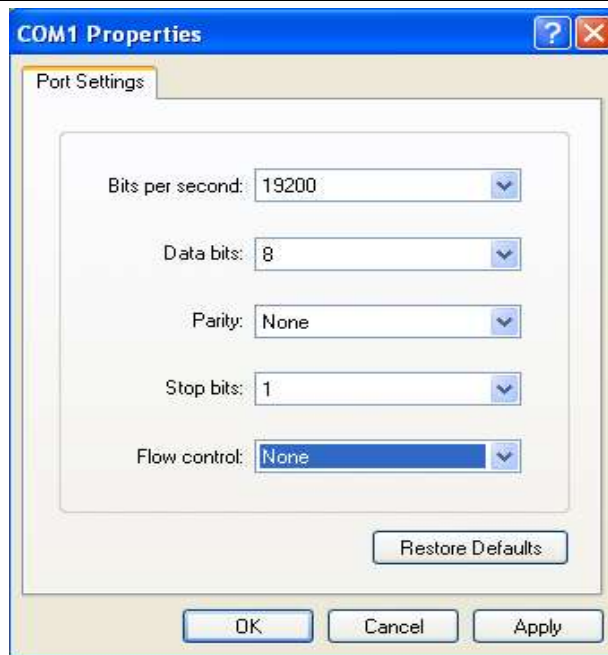 COM1 Properties
?
Port Settings
Bits per second: 19200
Data bits: 8
Parity: None
Stop bits: 1
Flow control: None
Restore Defaults
OK Cancel Apply